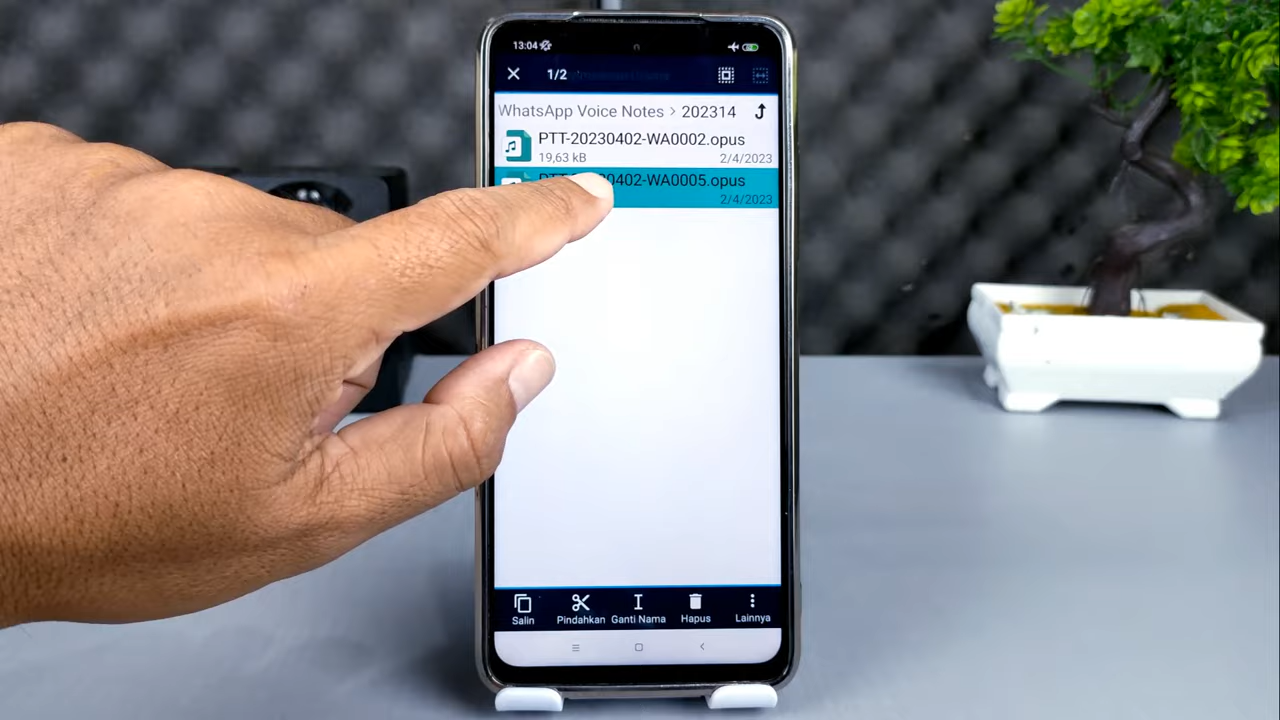 13:04
1/2
WhatsApp Voice Notes > 202314
PTT-20230402-WA0002.opus
19,63 kB 2/4/2023
0402-WA0005.opus
2/4/2023
Salin Pindahkan Ganti Nama Hapus Lainnya